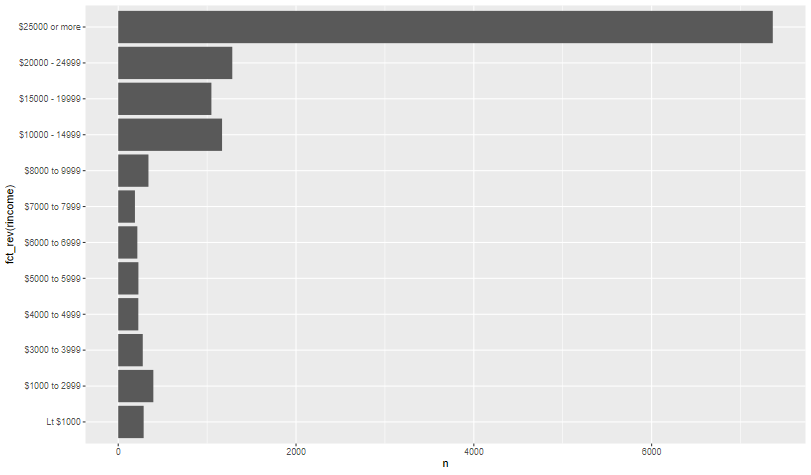 $25000 or more
$20000 - 24999
$15000 - 19999
$10000 - 14999
$8000 to 9999
$7000 to 7999
$6000 to 6999
$5000 to 5999
$4000 to 4999
$3000 to 3999
$1000 to 2999
Lt $1000
fct_rev(rincome)
0 2000 4000 6000
n